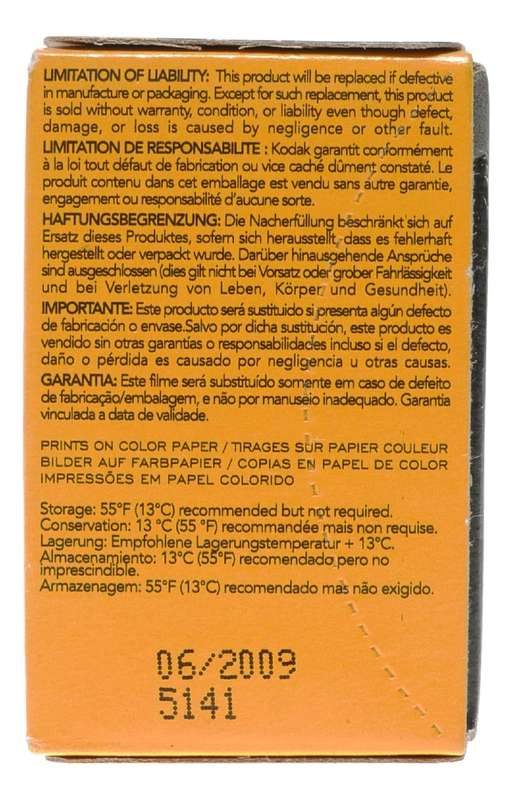 LIMITATION OF LIABILITY: This product will be replaced if defective
in manufacture or packaging. Except for such replacement, this product
is sold without warranty, condition, or liability even though defect,
damage, or loss is caused by negligence or other fault.
LIMITATION DE RESPONSABILITE : Kodak garantit conformément
à la loi tout défaut de fabrication ou vice caché dûment constaté. Le
produit contenu dans cet emballage est vendu sans autre garantie,
engagement ou responsabilité d'aucune sorte.
HAFTUNGSBEGRENZUNG: Die Nacherfüllung beschränkt sich auf
Ersatz dieses Produktes, sofern sich herausstellt, dass es fehlerhaft
hergestellt oder verpackt wurde. Darüber hinausgehende Ansprüche
sind ausgeschlossen (dies gilt nicht bei Vorsatz oder grober Fahrlässigkeit
und bei Verletzung von Leben, Körper und Gesundheit).
IMPORTANTE: Este producto será sustituido si presenta algún defecto
de fabricación o envase.Salvo por dicha sustitución, este producto es
vendido sin otras garantías o responsabilidades incluso si el defecto,
daño o pérdida es causado por negligencia u otras causas.
GARANTIA: Este filme será substituído somente em caso de defeito
de fabricação/embalagem, e não por manuseio inadequado. Garantia
vinculada a data de validade.
PRINTS ON COLOR PAPER / TIRAGES SUR PAPIER COULEUR
BILDER AUF FARBPAPIER / COPIAS EN PAPEL DE COLOR
IMPRESSÕES EM PAPEL COLORIDO
Storage: 55°F (13°C) recommended but not required.
Conservation: 13 °C (55 °F) recommandée mais non requise.
Lagerung: Empfohlene Lagerungstemperatur + 13°C.
Almacenamiento: 13°C (55°F) recomendado pero no
imprescindible.
Armazenagem: 55°F (13°C) recomendado mas não exigido.
06/2009
5141